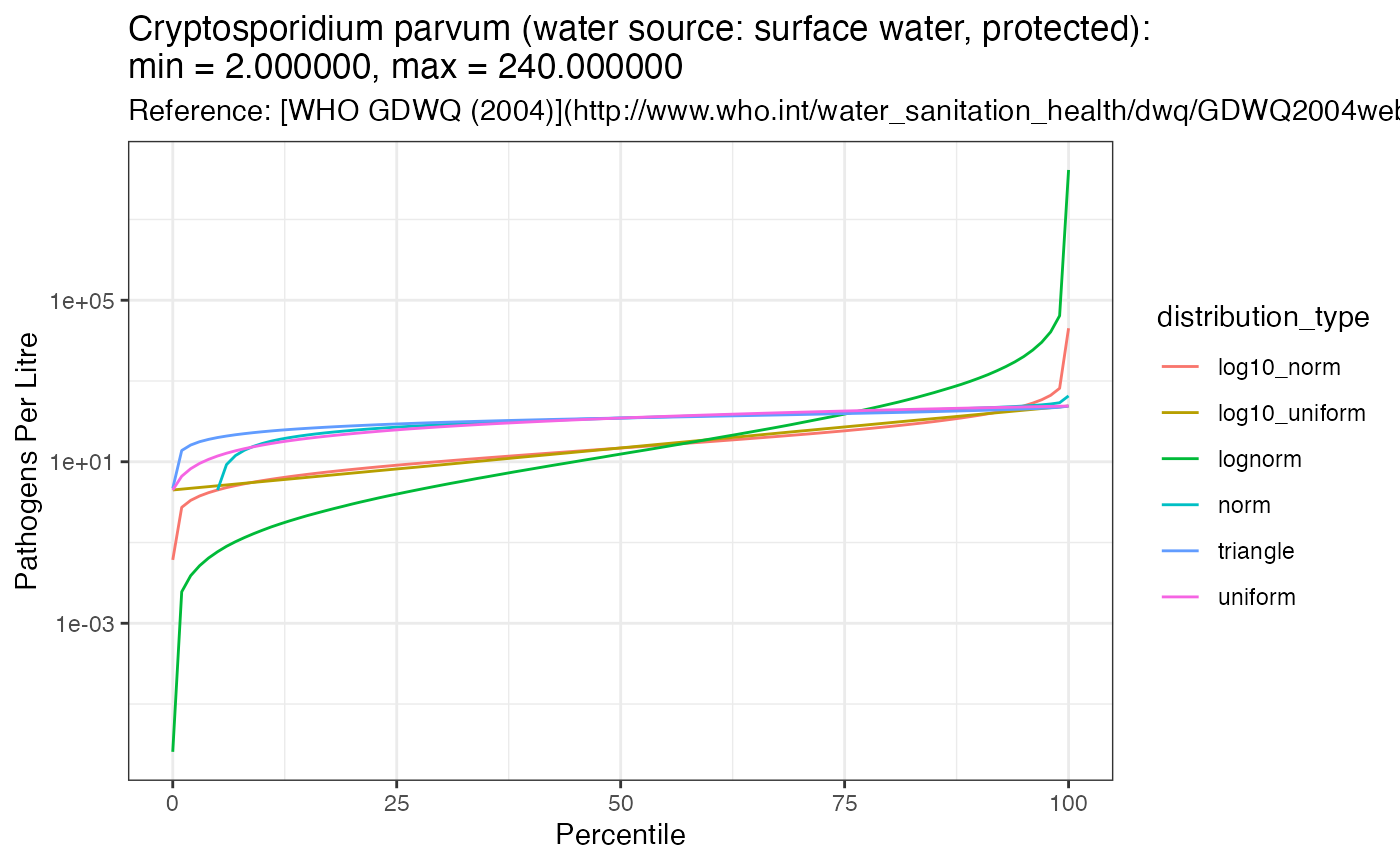 Cryptosporidium parvum (water source: surface water, protected):
min = 2.000000, max = 240.000000
Reference: [WHO GDWQ (2004)](http://www.who.int/water_sanitation_health/dwq/GDWQ2004web
Pathogens Per Litre
1e+05
1e+01
1e-03
0 25 50 75 100
Percentile
distribution_type
log10_norm
log10_uniform
lognorm
norm
triangle
uniform